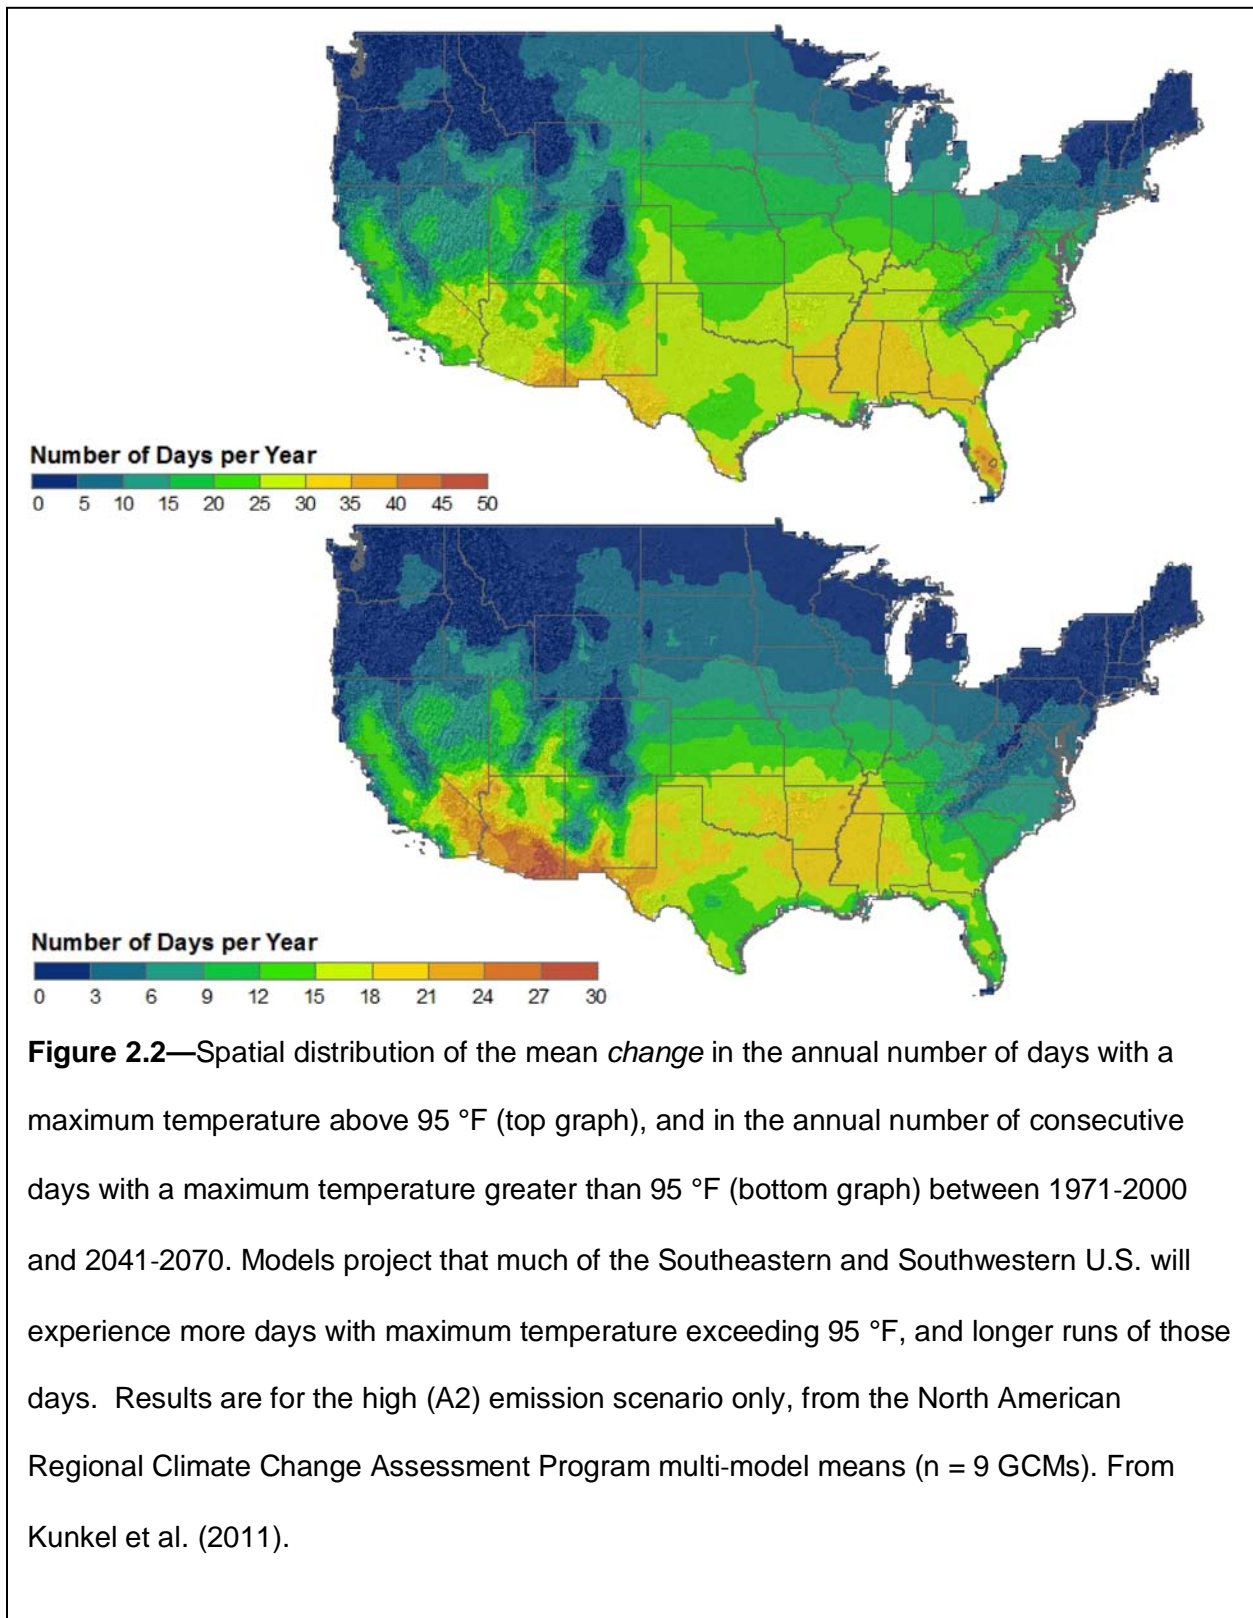 Number of Days per Year
0 5 10 15 20 25 30 35 40 45 50
Number of Days per Year
0 3 6 9 12 15 18 21 24 27 30
Figure 2.2—Spatial distribution of the mean change in the annual number of days with a
maximum temperature above 95 °F (top graph), and in the annual number of consecutive
days with a maximum temperature greater than 95 °F (bottom graph) between 1971-2000
and 2041-2070. Models project that much of the Southeastern and Southwestern U.S. will
experience more days with maximum temperature exceeding 95 °F, and longer runs of those
days.  Results are for the high (A2) emission scenario only, from the North American
Regional Climate Change Assessment Program multi-model means (n = 9 GCMs). From
Kunkel et al. (2011).